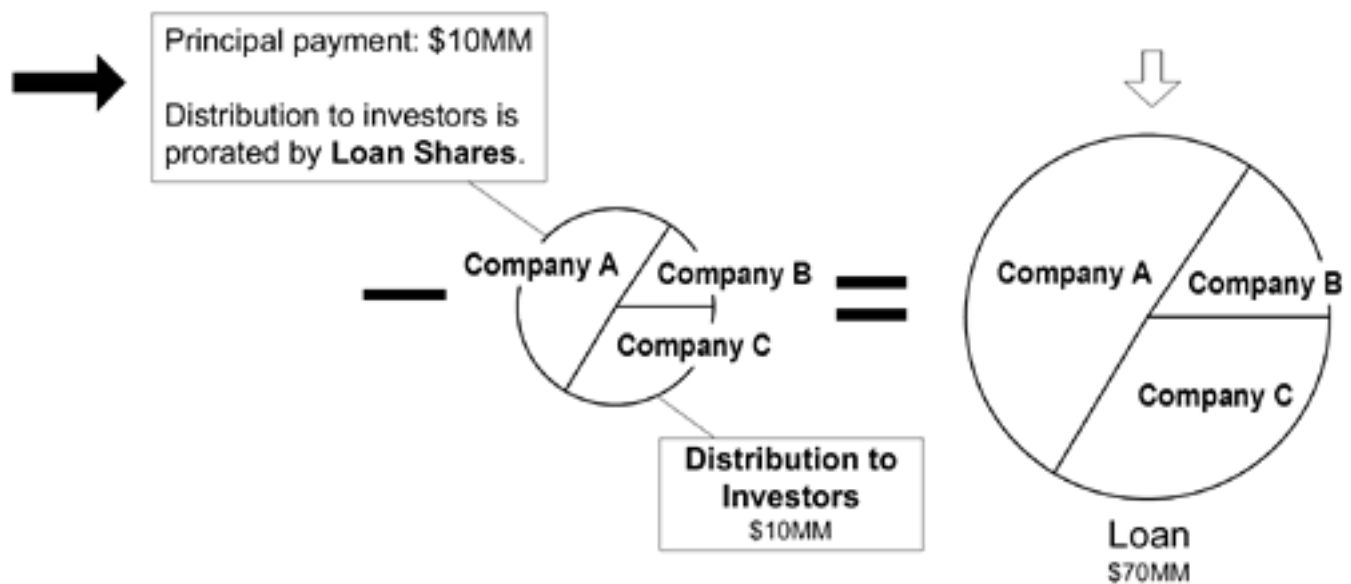 Principal payment: $10MM
Distribution to investors is
prorated by Loan Shares.
Company A
Company B
Company C
Distribution to
Investors
$10MM
Company A
Company B
Company C
Loan
$70MM